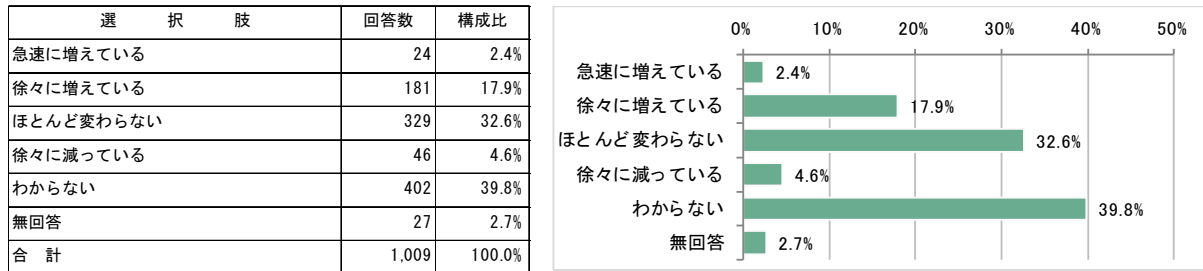 選 択 肢 回答数 構成比
急速に増えている 24 2.4%
徐々に増えている 181 17.9%
ほとんど変わらない 329 32.6%
徐々に減っている 46 4.6%
わからない 402 39.8%
無回答 27 2.7%
合 計 1,009 100.0%
0% 10% 20% 30% 40% 50%
急速に増えている 2.4%
徐々に増えている 17.9%
ほとんど変わらない 32.6%
徐々に減っている 4.6%
わからない 39.8%
無回答 2.7%